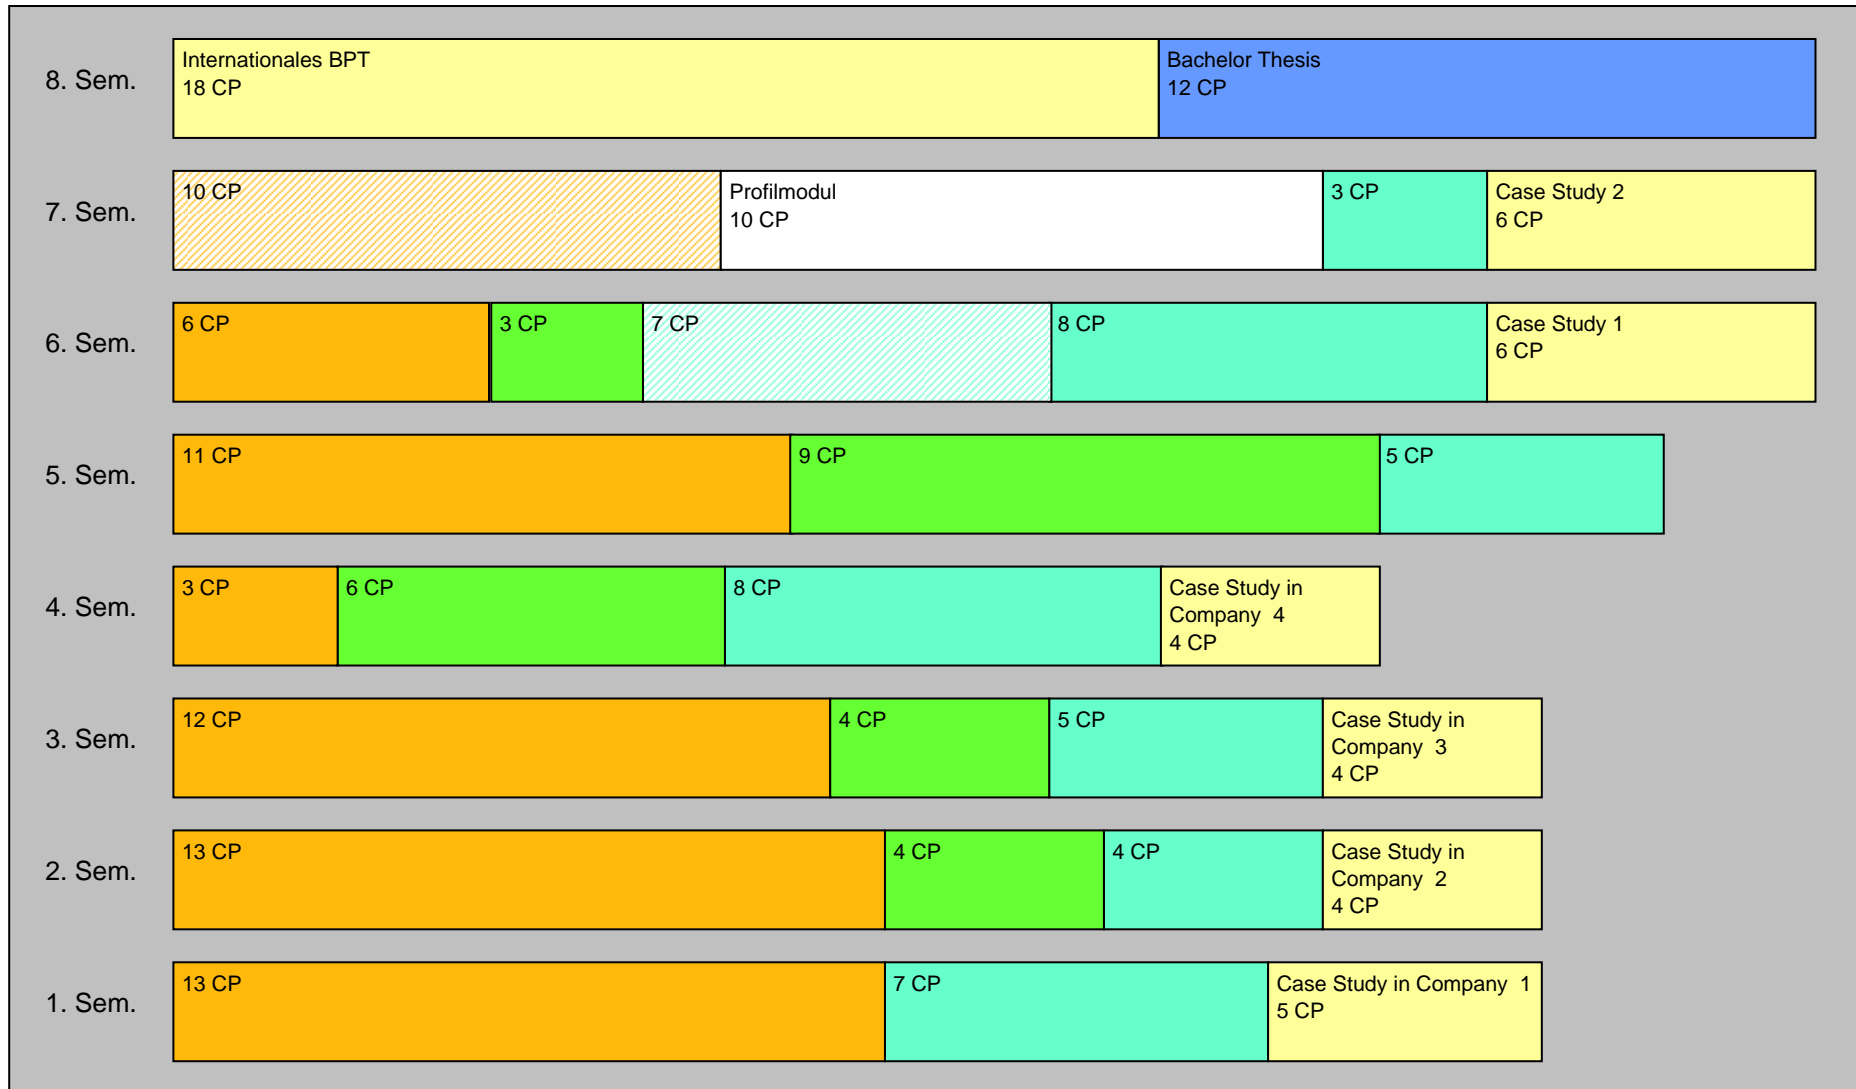 8. Sem.
Internationales BPT
18 CP
Bachelor Thesis
12 CP
7. Sem.
10 CP
Profilmodul
10 CP
3 CP
Case Study 2
6 CP
6. Sem.
6 CP
3 CP
7 CP
8 CP
Case Study 1
6 CP
5. Sem.
11 CP
9 CP
5 CP
4. Sem.
3 CP
6 CP
8 CP
Case Study in
Company 4
4 CP
3. Sem.
12 CP
4 CP
5 CP
Case Study in
Company 3
4 CP
2. Sem.
13 CP
4 CP
4 CP
Case Study in
Company 2
4 CP
1. Sem.
13 CP
7 CP
Case Study in Company 1
5 CP